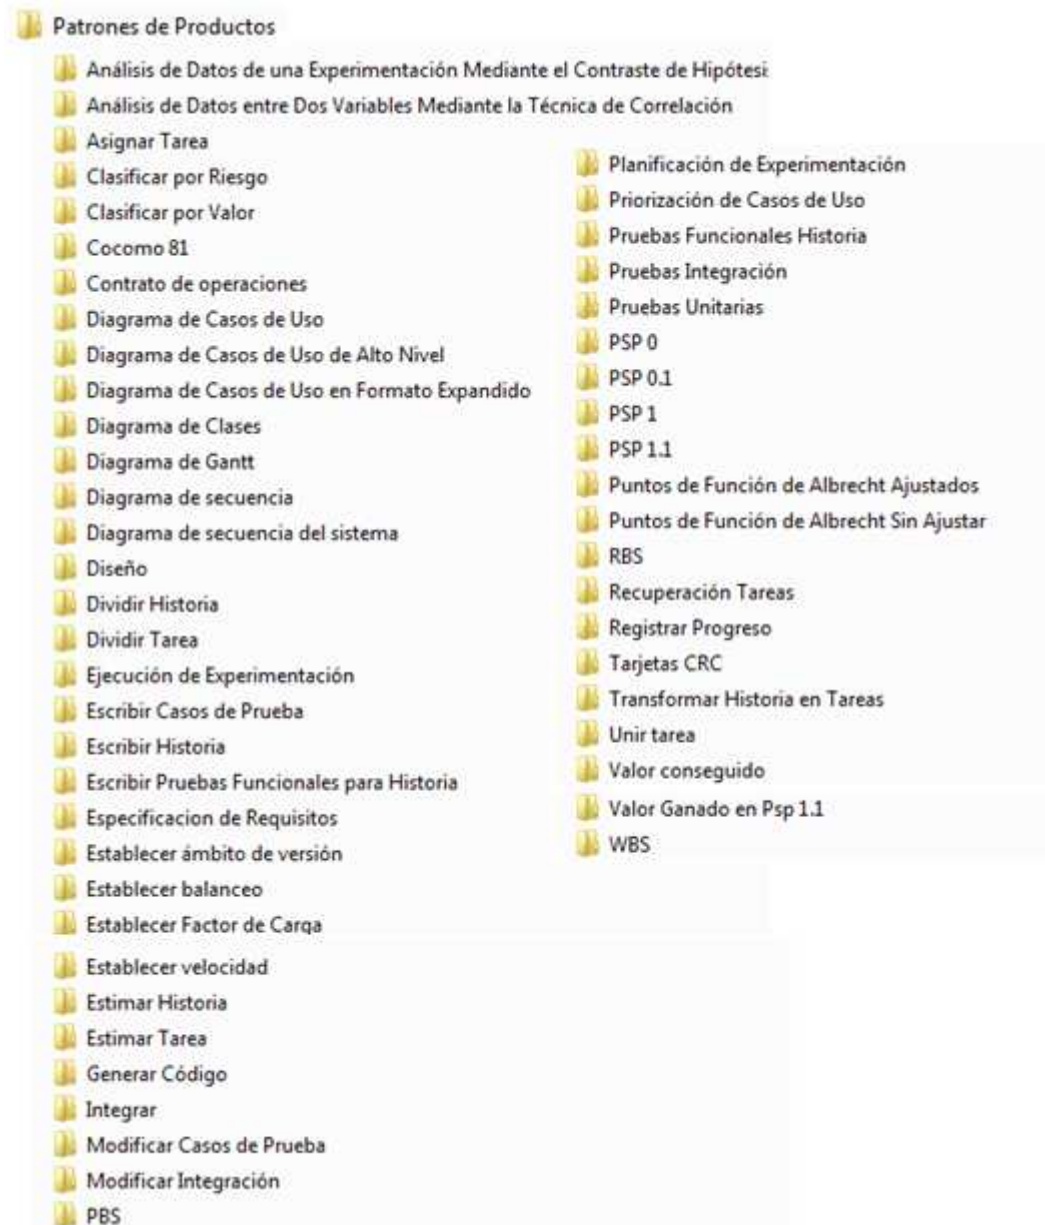 Patrones de Productos
Análisis de Datos de una Experimentación Mediante el Contraste de Hipótesi
Análisis de Datos entre Dos Variables Mediante la Técnica de Correlación
Asignar Tarea
Clasificar por Riesgo
Clasificar por Valor
Cocomo 81
Contrato de operaciones
Diagrama de Casos de Uso
Diagrama de Casos de Uso de Alto Nivel
Diagrama de Casos de Uso en Formato Expandido
Diagrama de Clases
Diagrama de Gantt
Diagrama de secuencia
Diagrama de secuencia del sistema
Diseño
Dividir Historia
Dividir Tarea
Ejecución de Experimentación
Escribir Casos de Prueba
Escribir Historia
Escribir Pruebas Funcionales para Historia
Especificacion de Requisitos
Establecer ámbito de versión
Establecer balanceo
Establecer Factor de Carga
Establecer velocidad
Estimar Historia
Estimar Tarea
Generar Código
Integrar
Modificar Casos de Prueba
Modificar Integración
PBS
Planificación de Experimentación
Priorización de Casos de Uso
Pruebas Funcionales Historia
Pruebas Integración
Pruebas Unitarias
PSP 0
PSP 0.1
PSP 1
PSP 1.1
Puntos de Función de Albrecht Ajustados
Puntos de Función de Albrecht Sin Ajustar
RBS
Recuperación Tareas
Registrar Progreso
Tarjetas CRC
Transformar Historia en Tareas
Unir tarea
Valor conseguido
Valor Ganado en Psp 1.1
WBS